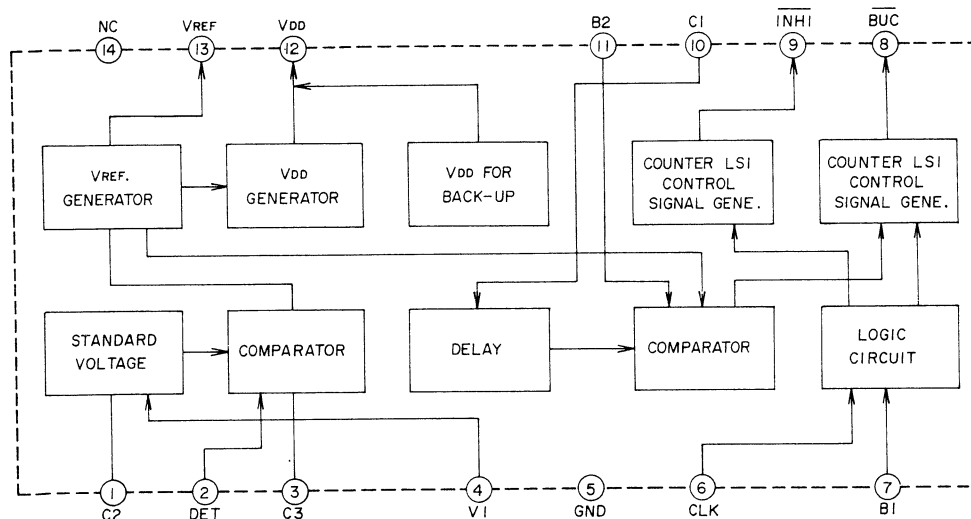 NC VREF VDD B2 C1 INHI BUC
14 13 12 11 10 9 8
VREF. GENERATOR
VDD GENERATOR
VDD FOR BACK-UP
COUNTER LSI CONTROL SIGNAL GENE.
COUNTER LSI CONTROL SIGNAL GENE.
STANDARD VOLTAGE
COMPARATOR
DELAY
COMPARATOR
LOGIC CIRCUIT
1 2 3 4 5 6 7
C2 DET C3 V1 GND CLK B1